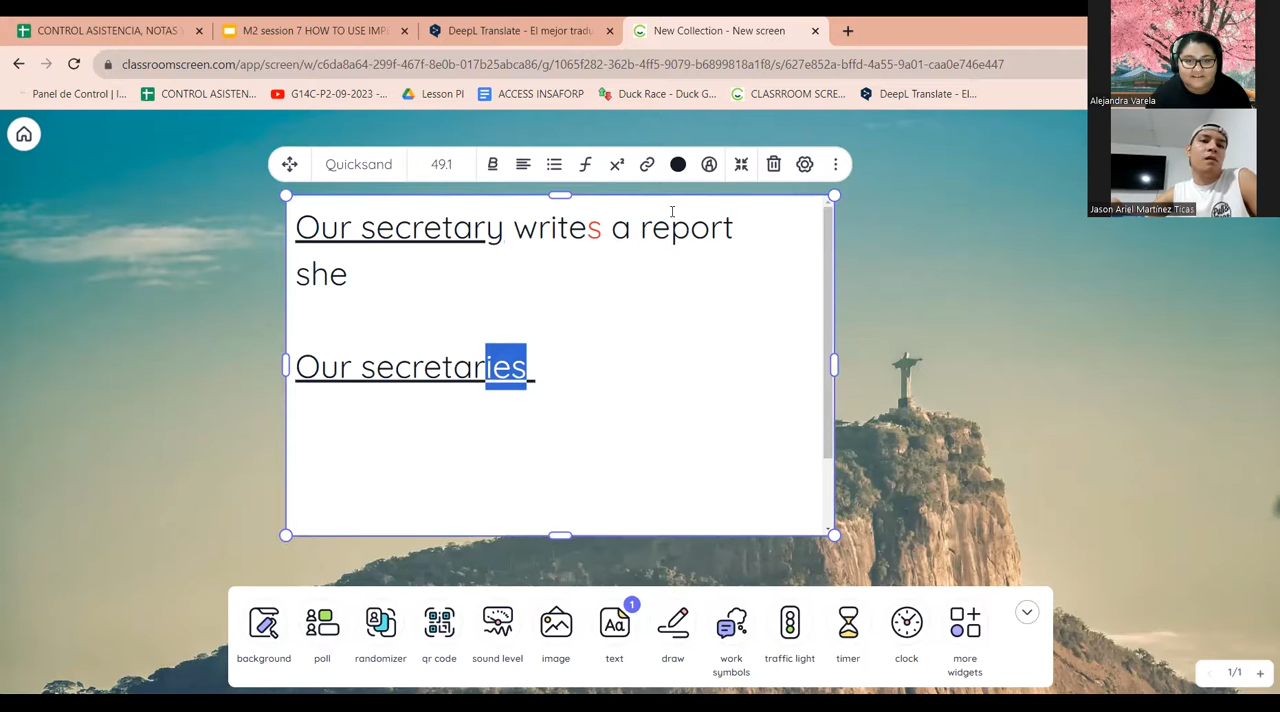 CONTROL ASISTENCIA, NOTAS
M2 session 7 HOW TO USE IMPE
DeepL Translate - El mejor tradu
New Collection - New screen
classroomscreen.com/app/screen/w/c6da8a64-299f-467f-8e0b-017b25a6ca86/g/1065f282-362b-4ff5-9079-b6899818a1f8/s/627e852a-bffd-4a55-9a01-caa0e746e447
Panel de Control | I...
CONTROL ASISTEN...
G14C-P2-09-2023 -...
Lesson Pl
ACCESS INSAFORP
Duck Race - Duck G...
CLASRROOM SCRE...
DeepL Translate - El...
Alejandra Varela
Jason Ariel Martinez Ticas
Quicksand
49.1
B
Our secretary writes a report
she
Our secretaries
1
Aa
background
poll
randomizer
qr code
sound level
image
text
draw
work
symbols
traffic light
timer
clock
more
widgets
1/1